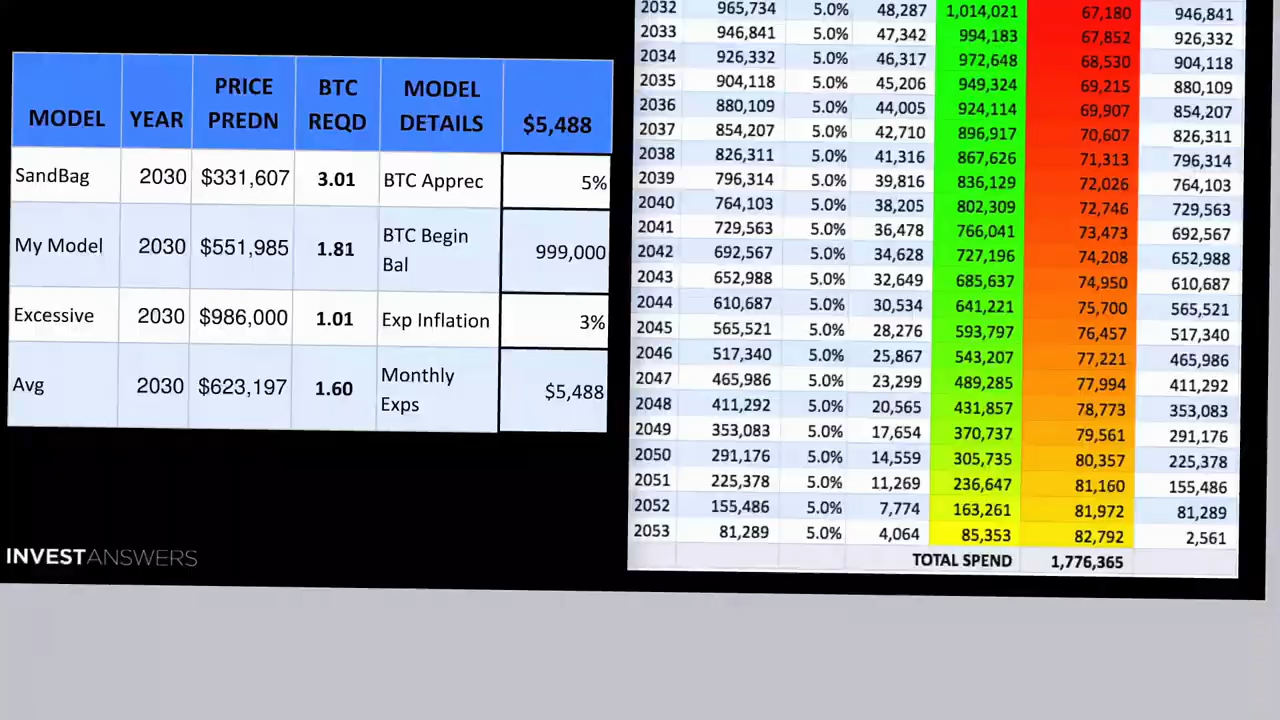 MODEL YEAR PRICE PREDN BTC REQD MODEL DETAILS $5,488
SandBag 2030 $331,607 3.01 BTC Apprec 5%
My Model 2030 $551,985 1.81 BTC Begin Bal 999,000
Excessive 2030 $986,000 1.01 Exp Inflation 3%
Avg 2030 $623,197 1.60 Monthly Exps $5,488
INVESTANSWERS
2032 965,734 5.0% 48,287 1,014,021 67,180 946,841
2033 946,841 5.0% 47,342 994,183 67,852 926,332
2034 926,332 5.0% 46,317 972,648 68,530 904,118
2035 904,118 5.0% 45,206 949,324 69,215 880,109
2036 880,109 5.0% 44,005 924,114 69,907 854,207
2037 854,207 5.0% 42,710 896,917 70,607 826,311
2038 826,311 5.0% 41,316 867,626 71,313 796,314
2039 796,314 5.0% 39,816 836,129 72,026 764,103
2040 764,103 5.0% 38,205 802,309 72,746 729,563
2041 729,563 5.0% 36,478 766,041 73,473 692,567
2042 692,567 5.0% 34,628 727,196 74,208 652,988
2043 652,988 5.0% 32,649 685,637 74,950 610,687
2044 610,687 5.0% 30,534 641,221 75,700 565,521
2045 565,521 5.0% 28,276 593,797 76,457 517,340
2046 517,340 5.0% 25,867 543,207 77,221 465,986
2047 465,986 5.0% 23,299 489,285 77,994 411,292
2048 411,292 5.0% 20,565 431,857 78,773 353,083
2049 353,083 5.0% 17,654 370,737 79,561 291,176
2050 291,176 5.0% 14,559 305,735 80,357 225,378
2051 225,378 5.0% 11,269 236,647 81,160 155,486
2052 155,486 5.0% 7,774 163,261 81,972 81,289
2053 81,289 5.0% 4,064 85,353 82,792 2,561
TOTAL SPEND 1,776,365